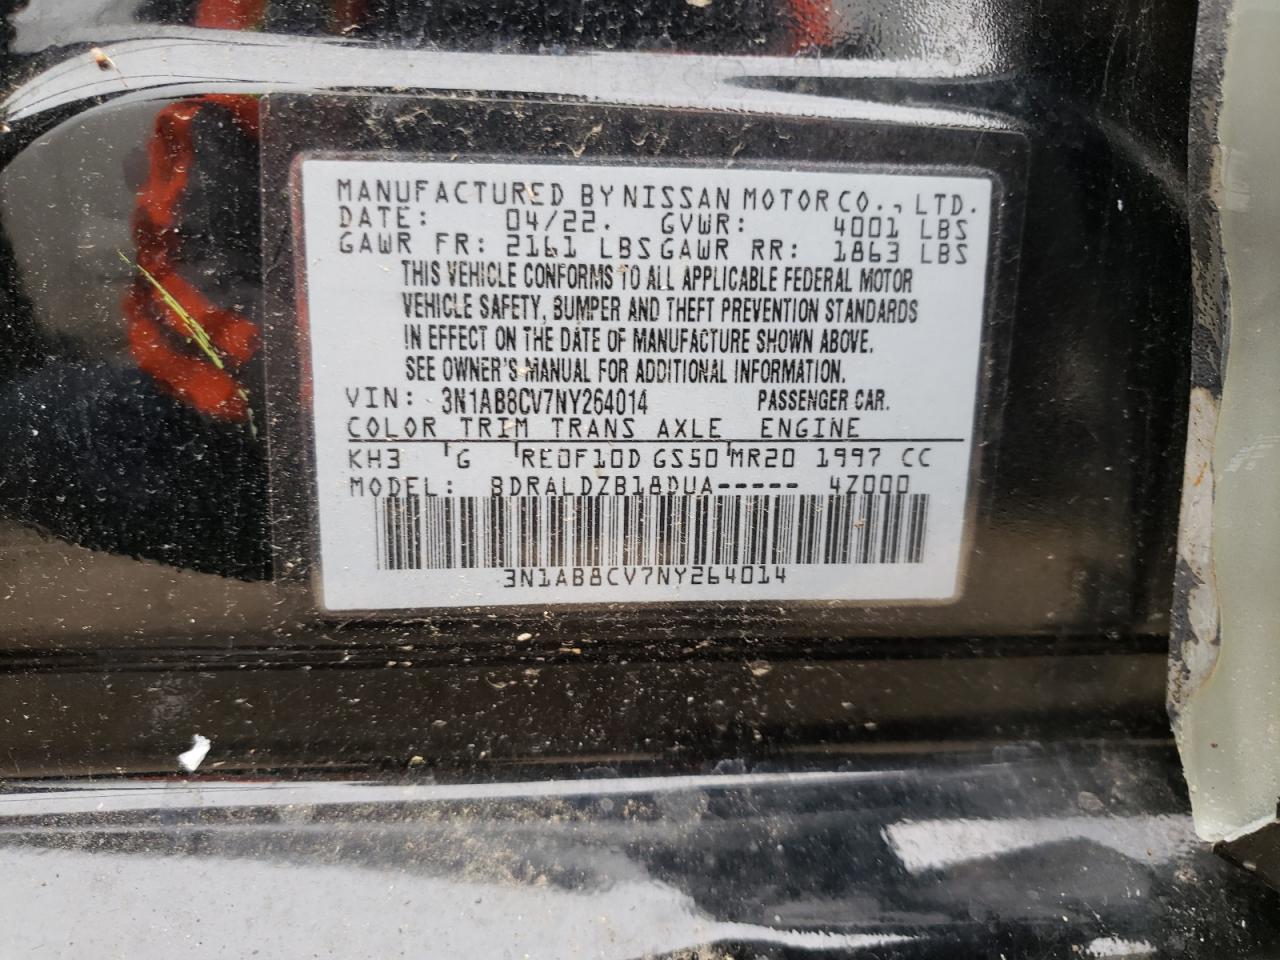 MANUFACTURED BY NISSAN MOTOR CO., LTD.
DATE: 04/22. GVWR: 4001 LBS
GAWR FR: 2161 LBS GAWR RR: 1863 LBS
THIS VEHICLE CONFORMS TO ALL APPLICABLE FEDERAL MOTOR
VEHICLE SAFETY, BUMPER AND THEFT PREVENTION STANDARDS
IN EFFECT ON THE DATE OF MANUFACTURE SHOWN ABOVE.
SEE OWNER'S MANUAL FOR ADDITIONAL INFORMATION.
VIN: 3N1AB8CV7NY264014 PASSENGER CAR.
COLOR TRIM TRANS AXLE ENGINE
KH3 G RE0F10D GS50 MR20 1997 CC
MODEL: BDRALDZB18DUA----- 4Z000
3N1AB8CV7NY264014